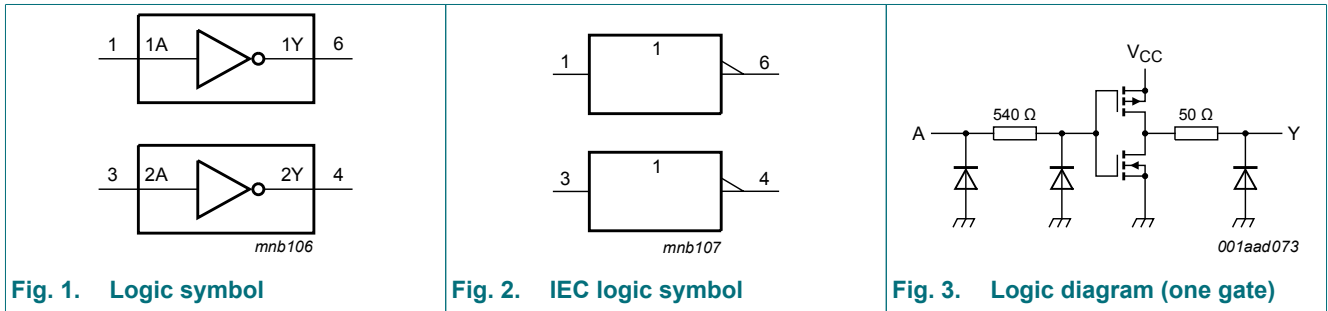 1 1A 1Y 6
3 2A 2Y 4
mnb106
Fig. 1. Logic symbol
1 1 6
3 1 4
mnb107
Fig. 2. IEC logic symbol
VCC
A 540 Ω 50 Ω Y
001aad073
Fig. 3. Logic diagram (one gate)